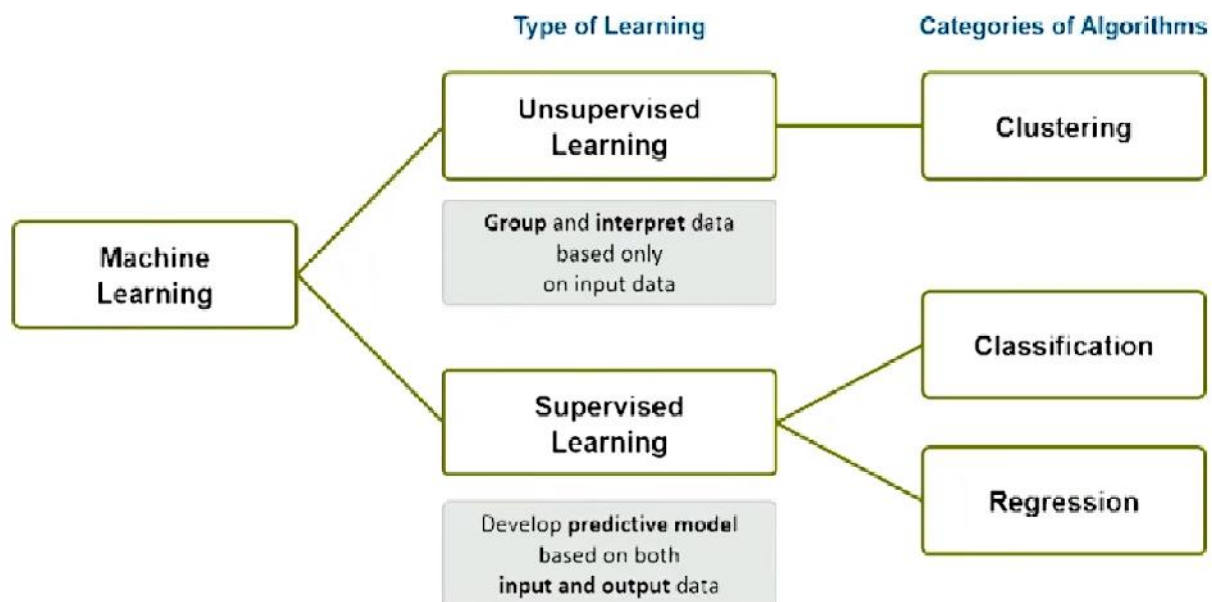 Type of Learning
Categories of Algorithms
Unsupervised
Learning
Clustering
Group and interpret data
based only
on input data
Machine
Learning
Classification
Supervised
Learning
Regression
Develop predictive model
based on both
input and output data